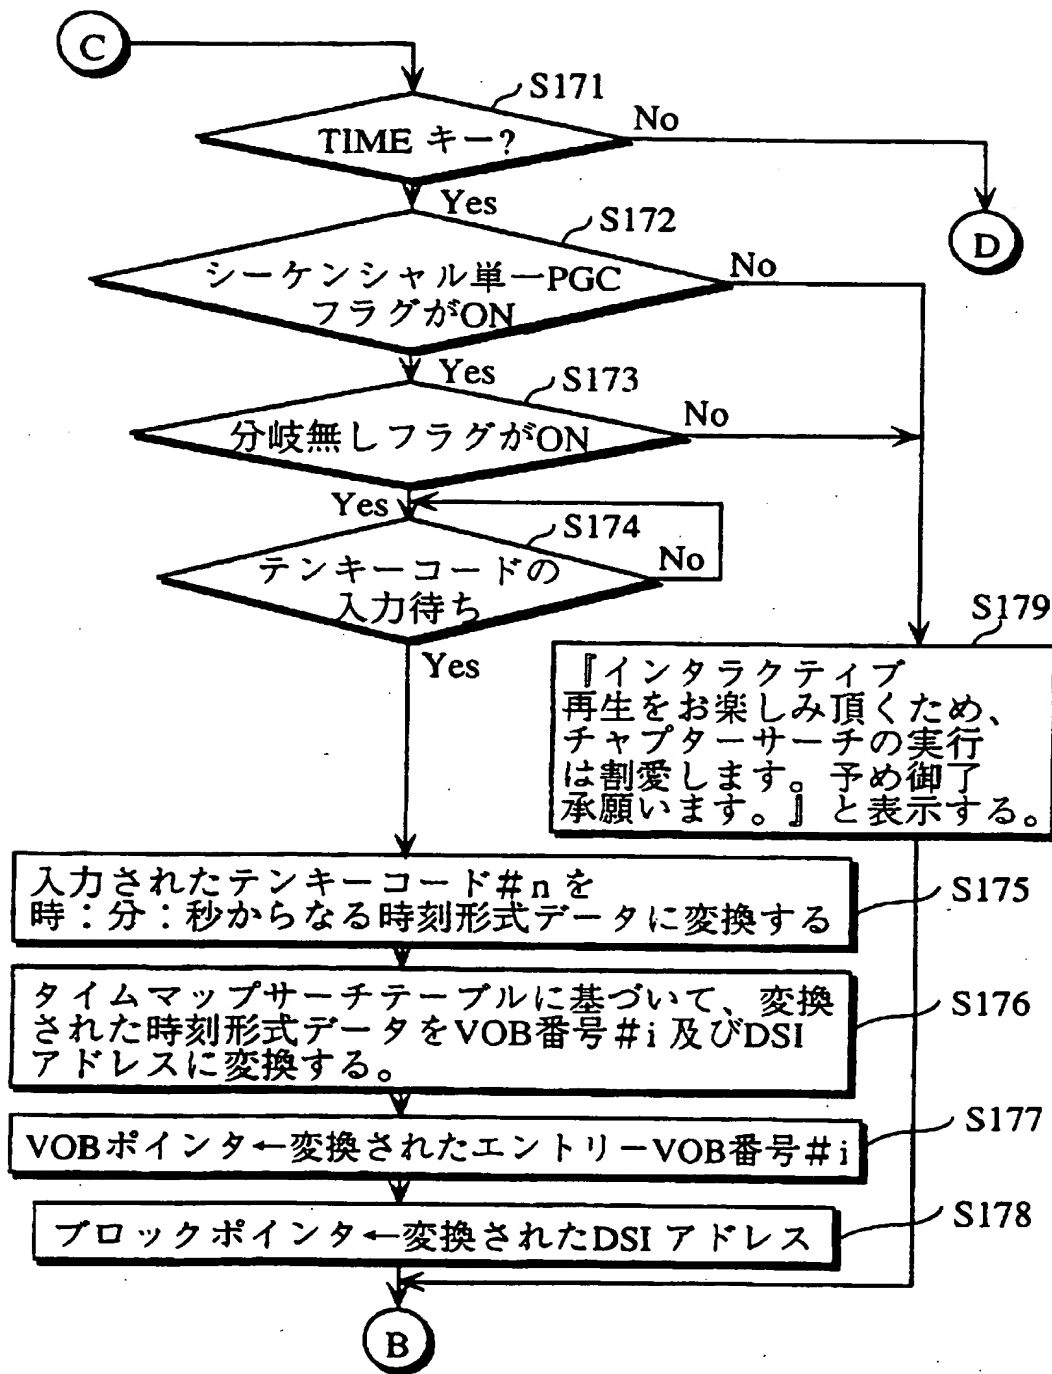 C
S171
TIME キー?
No
Yes
D
S172
シーケンシャル単一PGC
フラグがON
No
Yes
S173
分岐無しフラグがON
No
Yes
S174
テンキーコードの
入力待ち
No
Yes
S179
『インタラクティブ
再生をお楽しみ頂くため、
チャプターサーチの実行
は割愛します。予め御了
承願います。』と表示する。
入力されたテンキーコード#nを
時:分:秒からなる時刻形式データに変換する
S175
タイムマップサーチテーブルに基づいて、変換
された時刻形式データをVOB番号#i 及びDSI
アドレスに変換する。
S176
VOBポインタ←変換されたエントリーVOB番号#i
S177
ブロックポインタ←変換されたDSI アドレス
S178
B